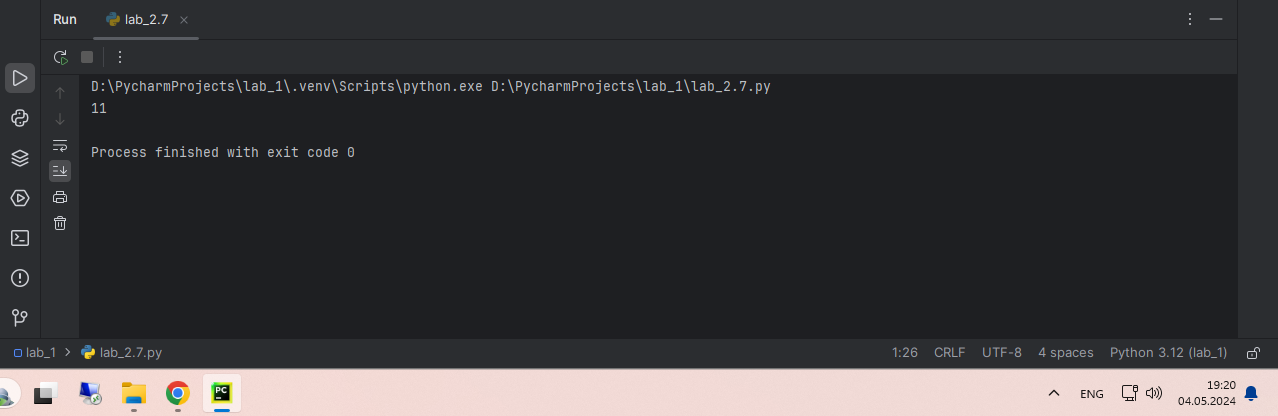 Run lab_2.7
D:\PycharmProjects\lab_1\.venv\Scripts\python.exe D:\PycharmProjects\lab_1\lab_2.7.py
11
Process finished with exit code 0
lab_1 > lab_2.7.py 1:26 CRLF UTF-8 4 spaces Python 3.12 (lab_1)
PC ENG 19:20
04.05.2024